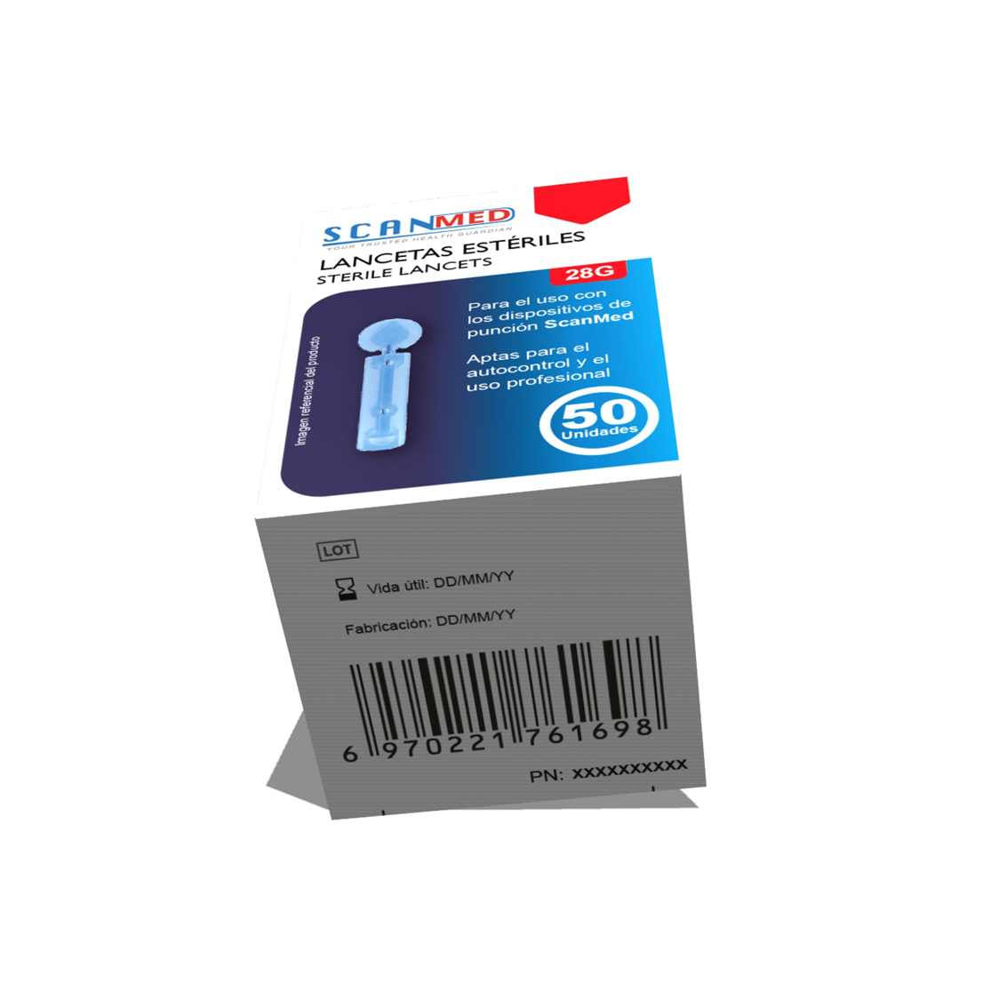 SCANMED
YOUR TRUSTED HEALTH GUARDIAN
LANCETAS ESTÉRILES
STERILE LANCETS
28G
Para el uso con
los dispositivos de
punción ScanMed
Aptas para el
autocontrol y el
uso profesional
50
Unidades
Imagen referencial del producto
LOT
Vida útil: DD/MM/YY
Fabricación: DD/MM/YY
6 970221 761698
PN: xxxxxxxxxx